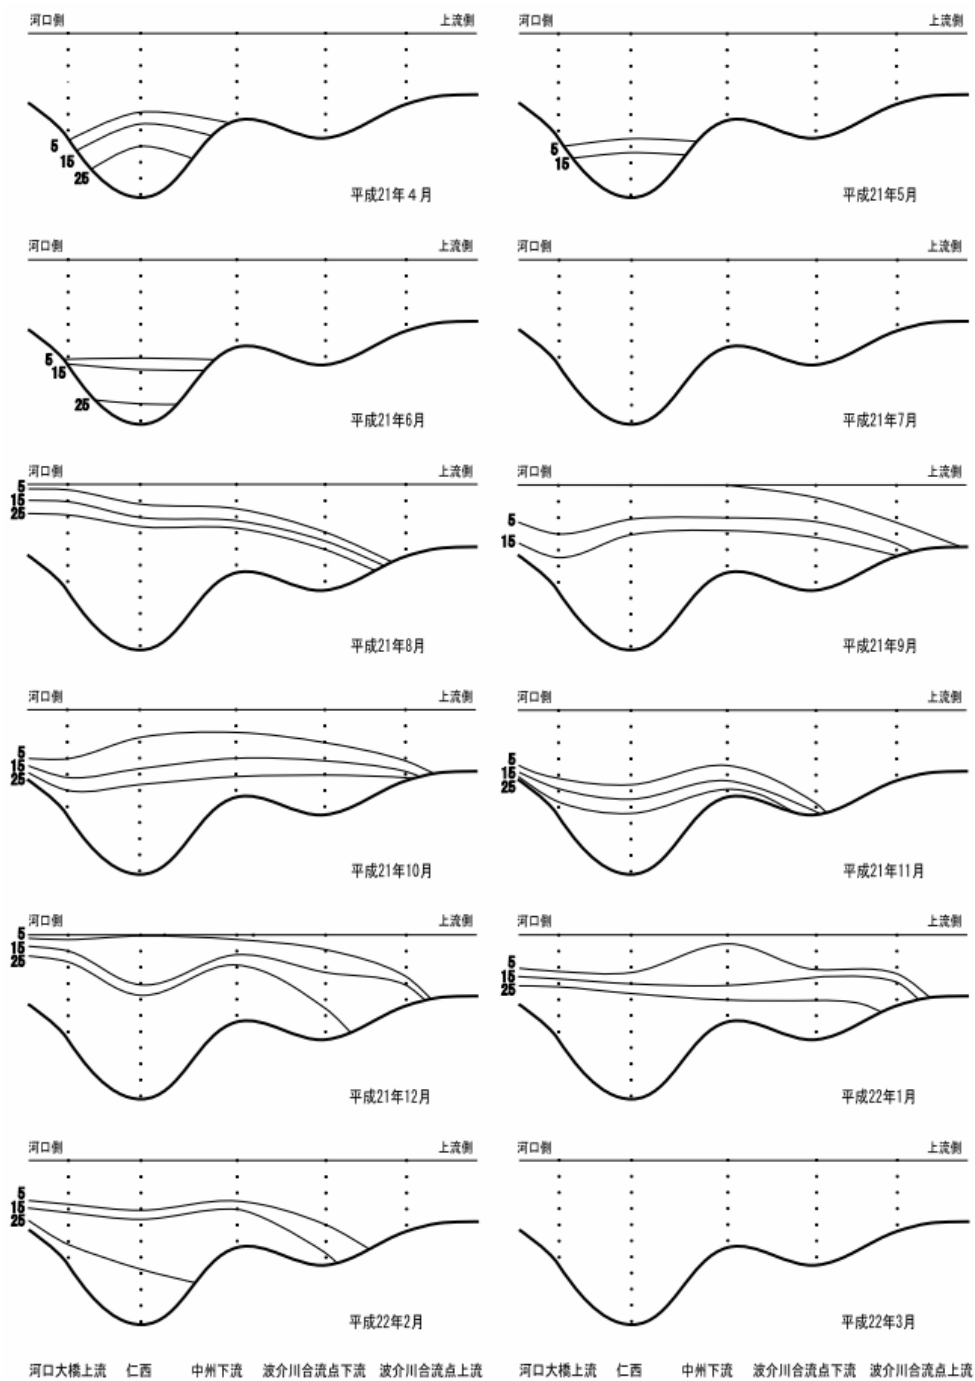 河口側 上流側
5
15
25
平成21年4月
河口側 上流側
5
15
平成21年5月
河口側 上流側
5
15
25
平成21年6月
河口側 上流側
平成21年7月
河口側 上流側
5
15
25
平成21年8月
河口側 上流側
5
15
平成21年9月
河口側 上流側
5
15
25
平成21年10月
河口側 上流側
5
15
25
平成21年11月
河口側 上流側
5
15
25
平成21年12月
河口側 上流側
5
15
25
平成22年1月
河口側 上流側
5
15
25
平成22年2月
河口側 上流側
平成22年3月
河口大橋上流 仁西 中州下流 波介川合流点下流 波介川合流点上流
河口大橋上流 仁西 中州下流 波介川合流点下流 波介川合流点上流